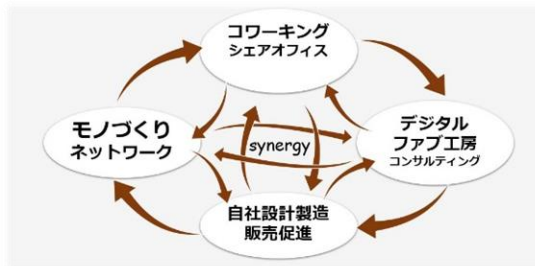 コワーキング
シェアオフィス
モノづくり
ネットワーク
synergy
デジタル
ファブ工房
コンサルティング
自社設計製造
販売促進